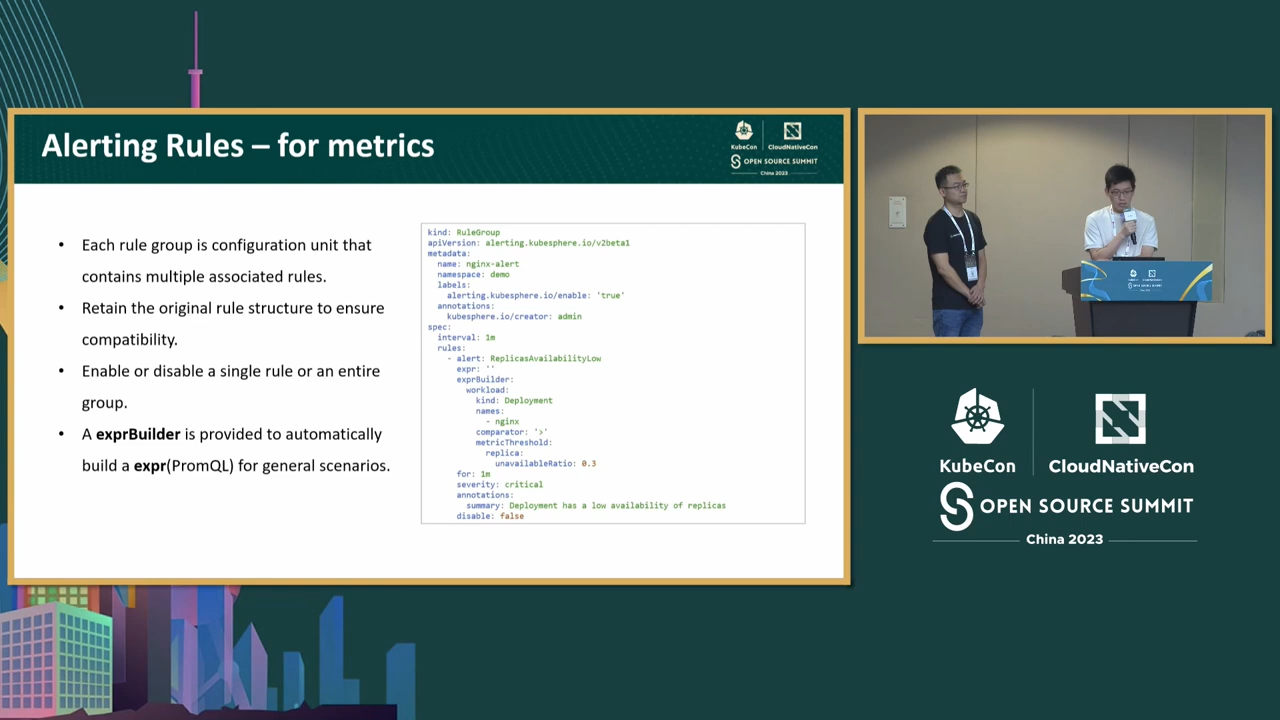 Alerting Rules – for metrics
KubeCon
CloudNativeCon
OPEN SOURCE SUMMIT
China 2023
• Each rule group is configuration unit that
contains multiple associated rules.
• Retain the original rule structure to ensure
compatibility.
• Enable or disable a single rule or an entire
group.
• A exprBuilder is provided to automatically
build a expr(PromQL) for general scenarios.
kind: RuleGroup
apiVersion: alerting.kubesphere.io/v2beta1
metadata:
name: nginx-alert
namespace: demo
labels:
alerting.kubesphere.io/enable: 'true'
annotations:
kubesphere.io/creator: admin
spec:
interval: 1m
rules:
- alert: ReplicasAvailabilityLow
expr: ''
exprBuilder:
workload:
kind: Deployment
names:
- nginx
comparator: '>'
metricThreshold:
replica:
unavailableRatio: 0.3
for: 1m
severity: critical
annotations:
summary: Deployment has a low availability of replicas
disable: false
KubeCon
CloudNativeCon
OPEN SOURCE SUMMIT
China 2023